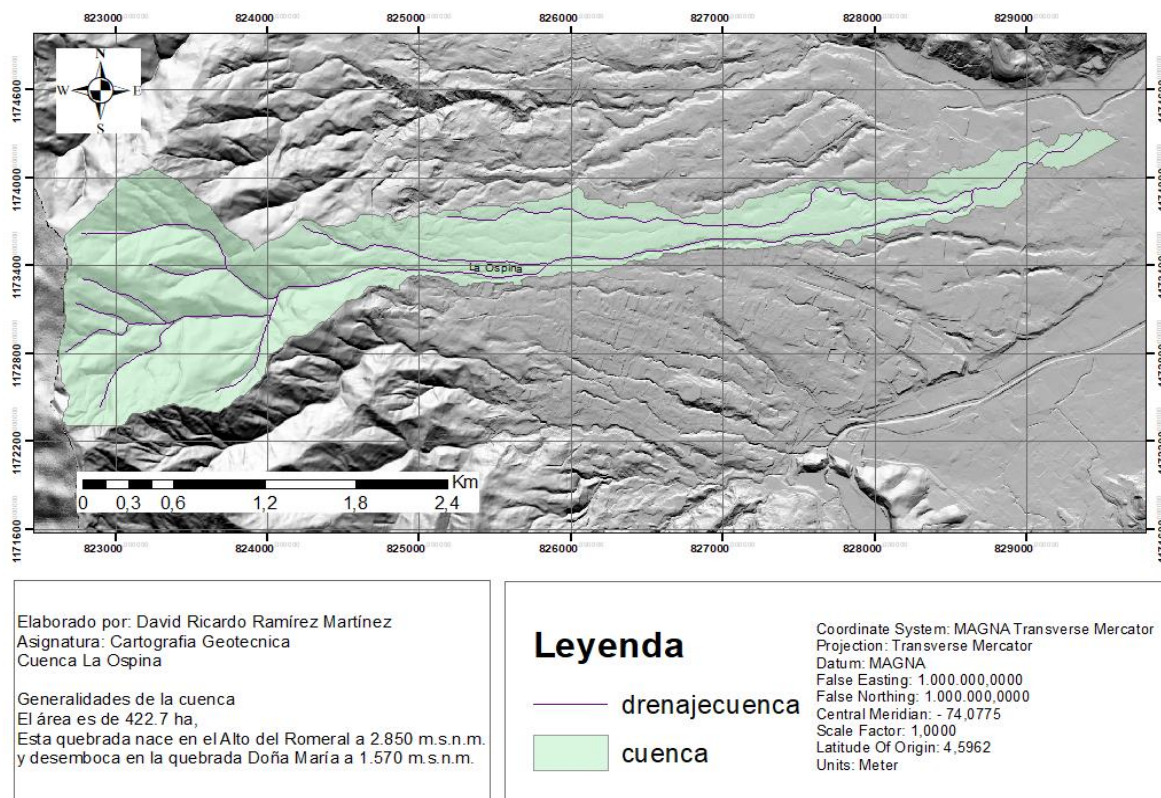 823000 824000 825000 826000 827000 828000 829000
N
W E
S
1174600
1174000
1173400
1172800
1172200
1171600
La Ospina
0 0,3 0,6 1,2 1,8 2,4
Km
1174600
1174000
1173400
1172800
1172200
1171600
823000 824000 825000 826000 827000 828000 829000
Elaborado por: David Ricardo Ramírez Martínez
Asignatura: Cartografia Geotecnica
Cuenca La Ospina
Generalidades de la cuenca
El área es de 422.7 ha,
Esta quebrada nace en el Alto del Romeral a 2.850 m.s.n.m.
y desemboca en la quebrada Doña María a 1.570 m.s.n.m.
Leyenda
drenajecuenca
cuenca
Coordinate System: MAGNA Transverse Mercator
Projection: Transverse Mercator
Datum: MAGNA
False Easting: 1.000.000,0000
False Northing: 1.000.000,0000
Central Meridian: - 74,0775
Scale Factor: 1,0000
Latitude Of Origin: 4,5962
Units: Meter